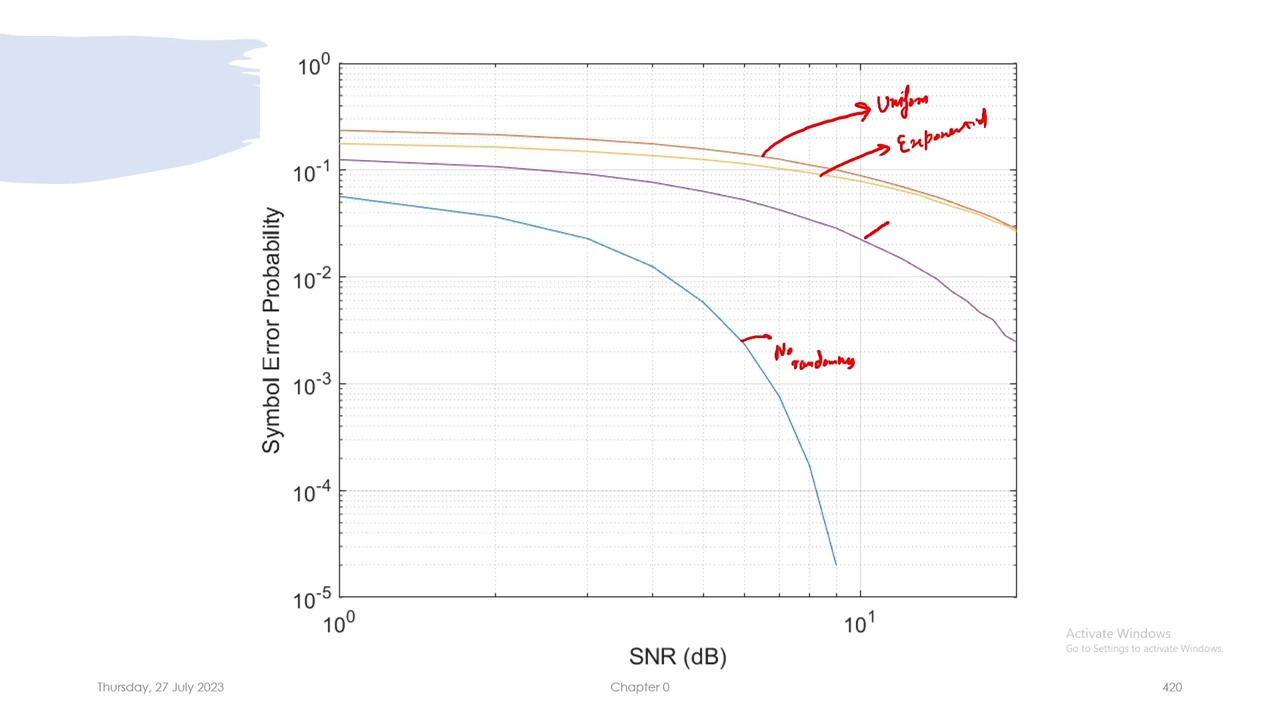 10^0
10^-1
10^-2
10^-3
10^-4
10^-5
Symbol Error Probability
Uniform
Exponential
No
randomness
10^0
10^1
SNR (dB)
Activate Windows
Go to Settings to activate Windows.
Thursday, 27 July 2023
Chapter 0
420